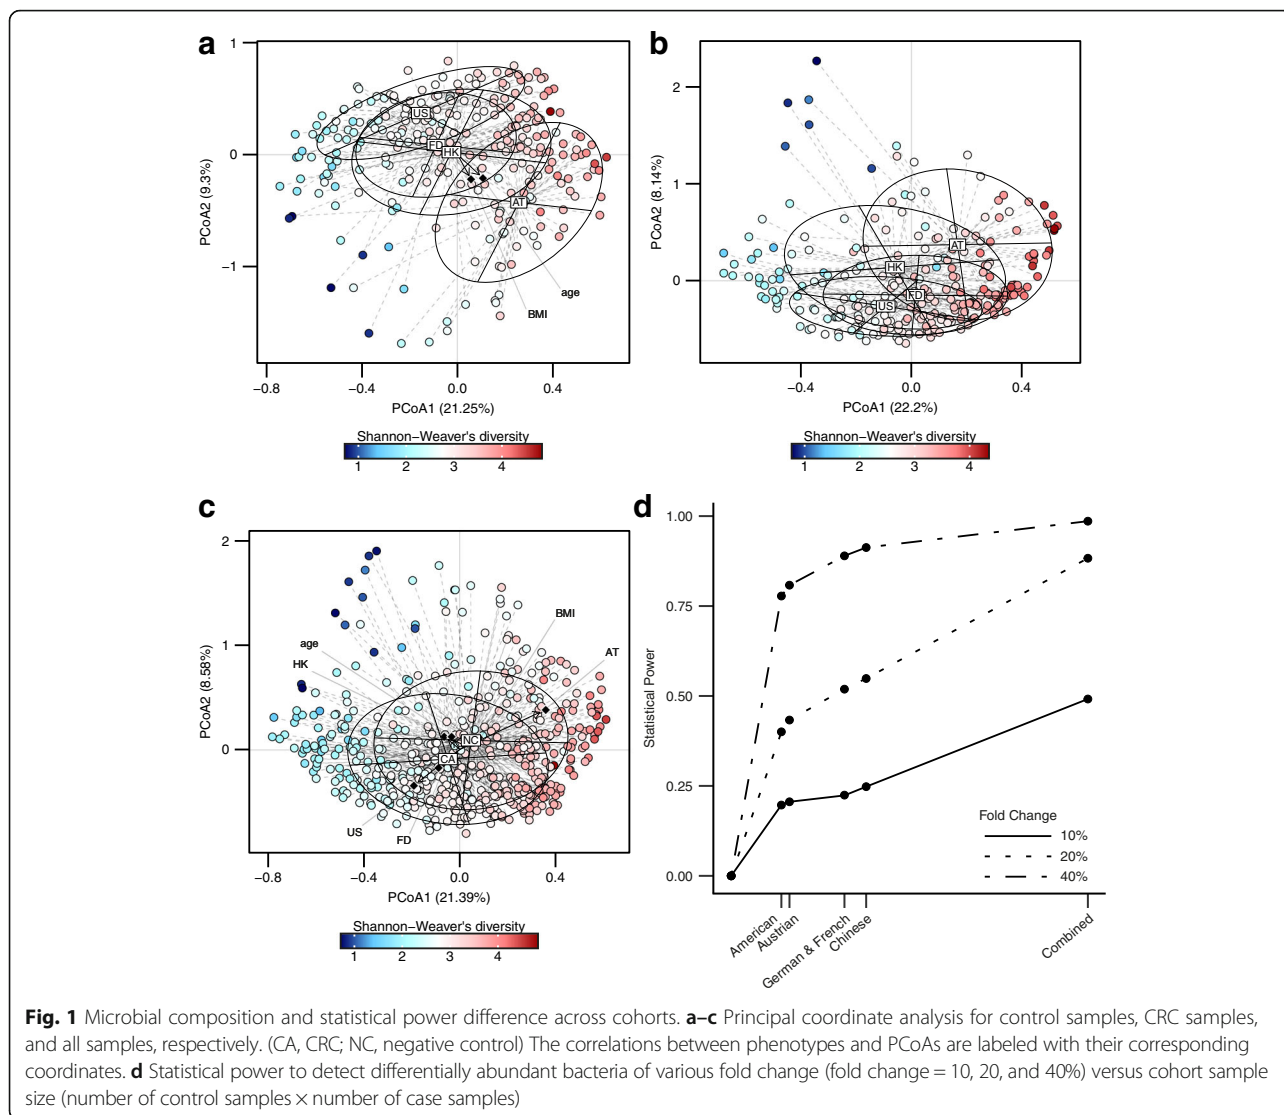 a
1
0
−1
PCoA2 (9.3%)
US
FD
HK
AT
age
BMI
−0.8
−0.4
0.0
0.4
PCoA1 (21.25%)
Shannon−Weaver's diversity
1
2
3
4
b
2
1
0
PCoA2 (8.14%)
AT
HK
FD
US
−0.4
0.0
0.4
PCoA1 (22.2%)
Shannon−Weaver's diversity
1
2
3
4
c
2
1
0
PCoA2 (8.58%)
BMI
age
AT
HK
NC
CA
US
FD
−0.8
−0.4
0.0
0.4
PCoA1 (21.39%)
Shannon−Weaver's diversity
1
2
3
4
d
1.00
0.75
0.50
0.25
0.00
Statistical Power
Fold Change
10%
20%
40%
American
Austrian
German & French
Chinese
Combined
Fig. 1 Microbial composition and statistical power difference across cohorts. a–c Principal coordinate analysis for control samples, CRC samples,
and all samples, respectively. (CA, CRC; NC, negative control) The correlations between phenotypes and PCoAs are labeled with their corresponding
coordinates. d Statistical power to detect differentially abundant bacteria of various fold change (fold change = 10, 20, and 40%) versus cohort sample
size (number of control samples × number of case samples)